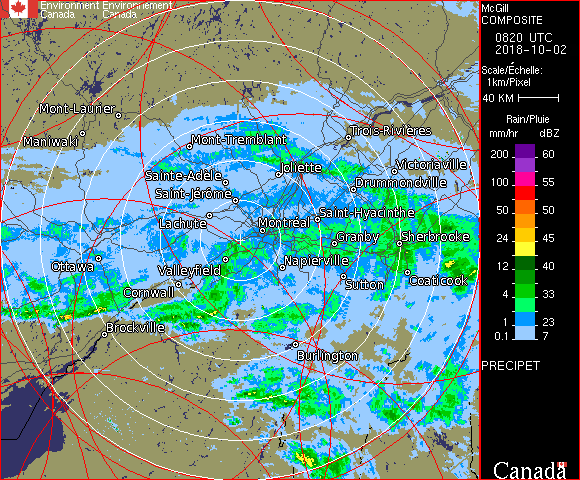 Environment Environnement
Canada Canada
McGill
COMPOSITE
0820 UTC
2018-10-02
Scale/Échelle:
1km/Pixel
40 KM
Rain/Pluie
mm/hr dBZ
200 60
100 55
50 50
24 45
12 40
4 33
1 23
0.1 7
PRECIPET
Canada
Mont-Laurier
Maniwaki
Mont-Tremblant
Trois-Rivières
Victoriaville
Joliette
Sainte-Adèle
Drummondville
Saint-Jérôme
Saint-Hyacinthe
Lachute
Montréal
Granby
Sherbrooke
Ottawa
Valleyfield
Napierville
Coaticook
Sutton
Cornwall
Brockville
Burlington